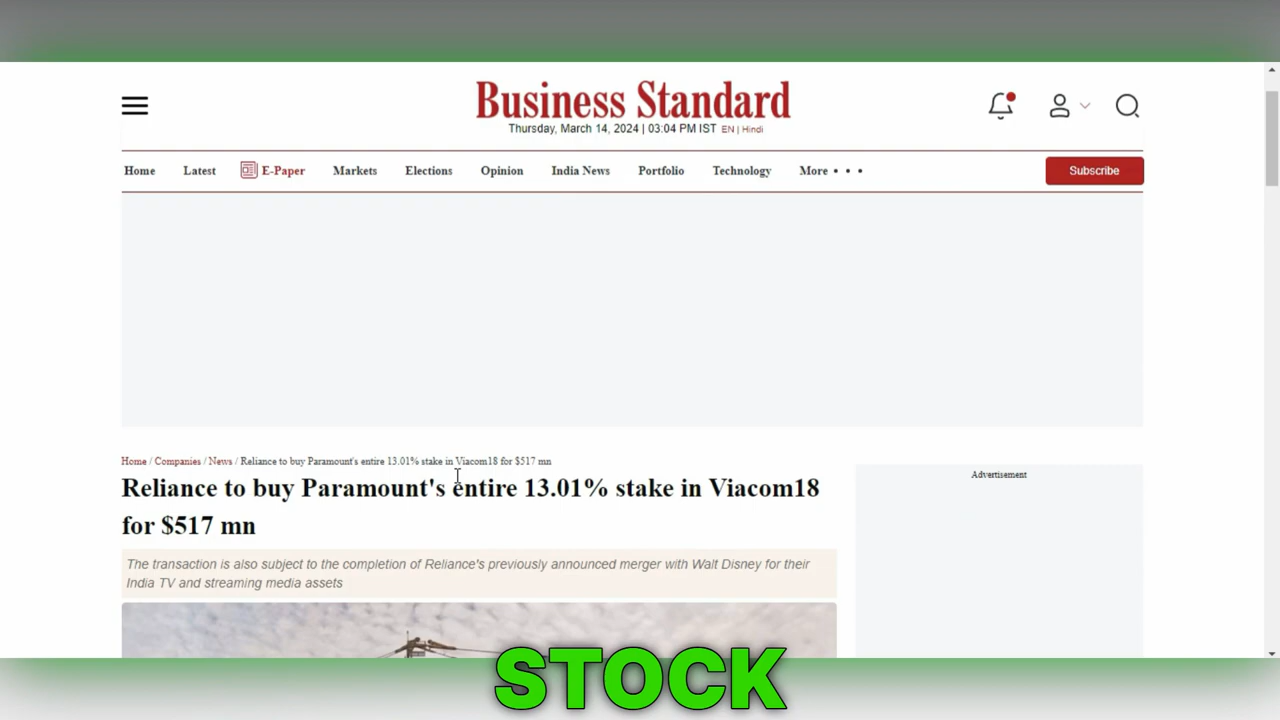 Business Standard
Thursday, March 14, 2024 | 03:04 PM IST EN | Hindi
Home Latest E-Paper Markets Elections Opinion India News Portfolio Technology More • • • Subscribe
Home / Companies / News / Reliance to buy Paramount's entire 13.01% stake in Viacom18 for $517 mn
Reliance to buy Paramount's entire 13.01% stake in Viacom18
for $517 mn
Advertisement
The transaction is also subject to the completion of Reliance's previously announced merger with Walt Disney for their
India TV and streaming media assets
STOCK